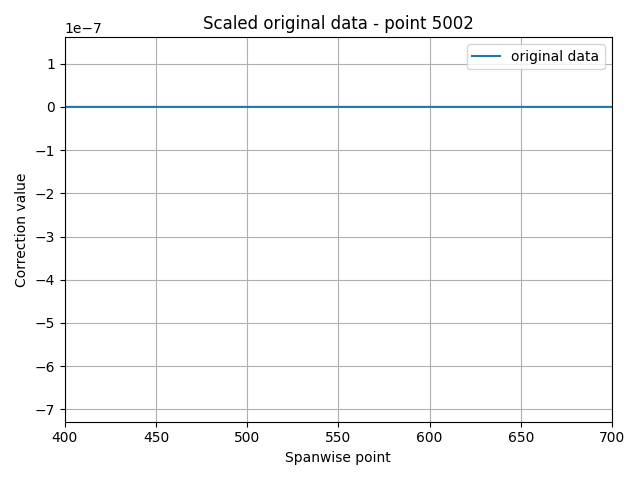 Scaled original data - point 5002
1e−7
original data
1
0
−1
−2
−3
−4
−5
−6
−7
Correction value
400 450 500 550 600 650 700
Spanwise point